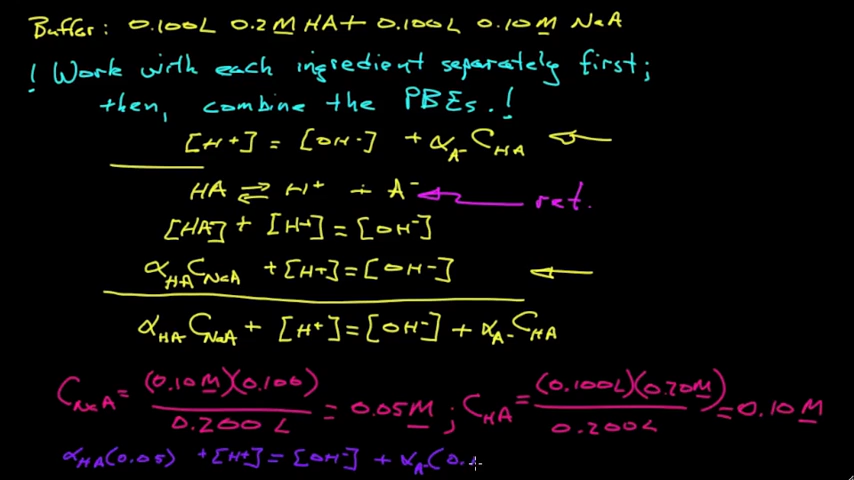 Buffer: 0.100L 0.2M HA + 0.100L 0.10M NaA
! Work with each ingredient separately first;
then, combine the PBEs.!
[H+] = [OH-] + αA- CHA
HA ⇌ H+ + A- ref.
[HA] + [H+] = [OH-]
αHA CNaA + [H+] = [OH-]
αHA CNaA + [H+] = [OH-] + αA- CHA
CNaA = (0.10M)(0.100) / 0.200 L = 0.05M ; CHA = (0.100L)(0.20M) / 0.200L = 0.10M
αHA(0.05) + [H+] = [OH-] + αA-(0.